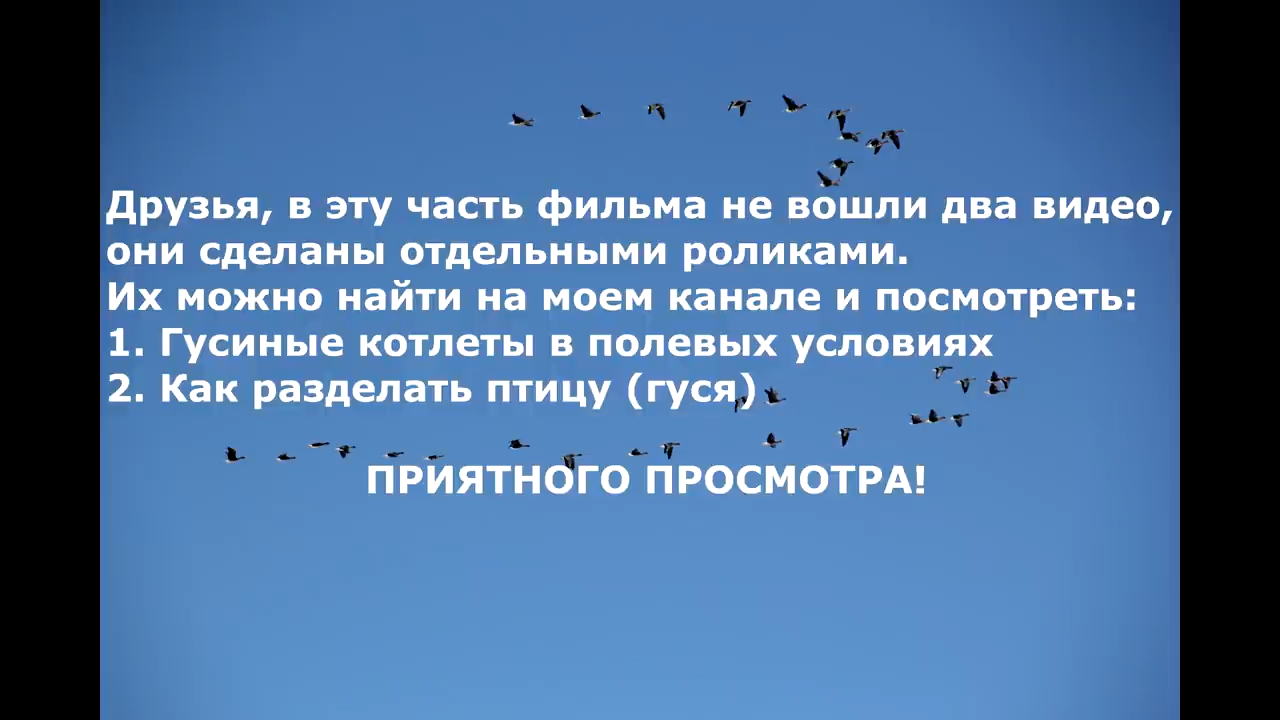 Друзья, в эту часть фильма не вошли два видео,
они сделаны отдельными роликами.
Их можно найти на моем канале и посмотреть:
1. Гусиные котлеты в полевых условиях
2. Как разделать птицу (гуся)
ПРИЯТНОГО ПРОСМОТРА!